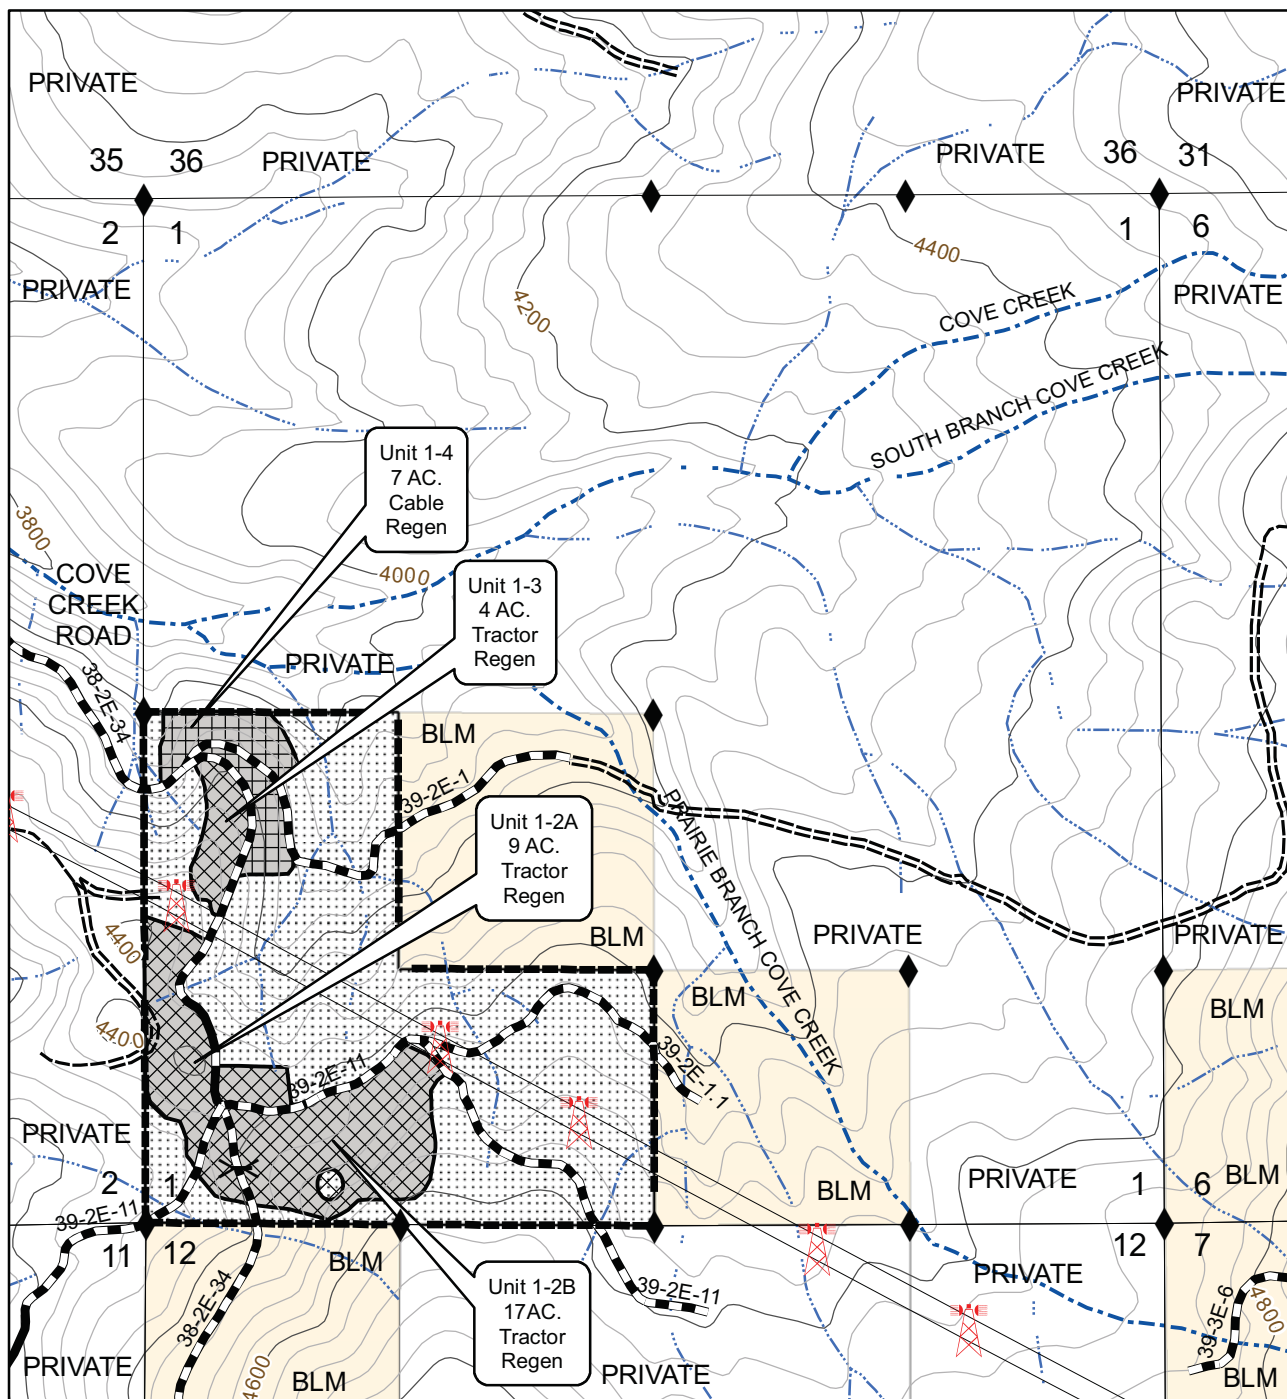 PRIVATE
PRIVATE
35
36
PRIVATE
PRIVATE
36
31
2
1
1
6
4400
PRIVATE
PRIVATE
4200
COVE CREEK
SOUTH BRANCH COVE CREEK
Unit 1-4
7 AC.
Cable
Regen
3800
COVE
CREEK
ROAD
4000
Unit 1-3
4 AC.
Tractor
Regen
PRIVATE
38-2E-34
BLM
39-2E-1
PRAIRIE BRANCH COVE CREEK
Unit 1-2A
9 AC.
Tractor
Regen
4400
BLM
PRIVATE
PRIVATE
BLM
BLM
4400
39-2E-11
39-2E-1.1
PRIVATE
BLM
PRIVATE
BLM
2
1
1
6
39-2E-11
11
12
BLM
12
7
PRIVATE
Unit 1-2B
17AC.
Tractor
Regen
39-2E-11
38-2E-34
39-3E-6
4800
PRIVATE
4600
BLM
PRIVATE
BLM